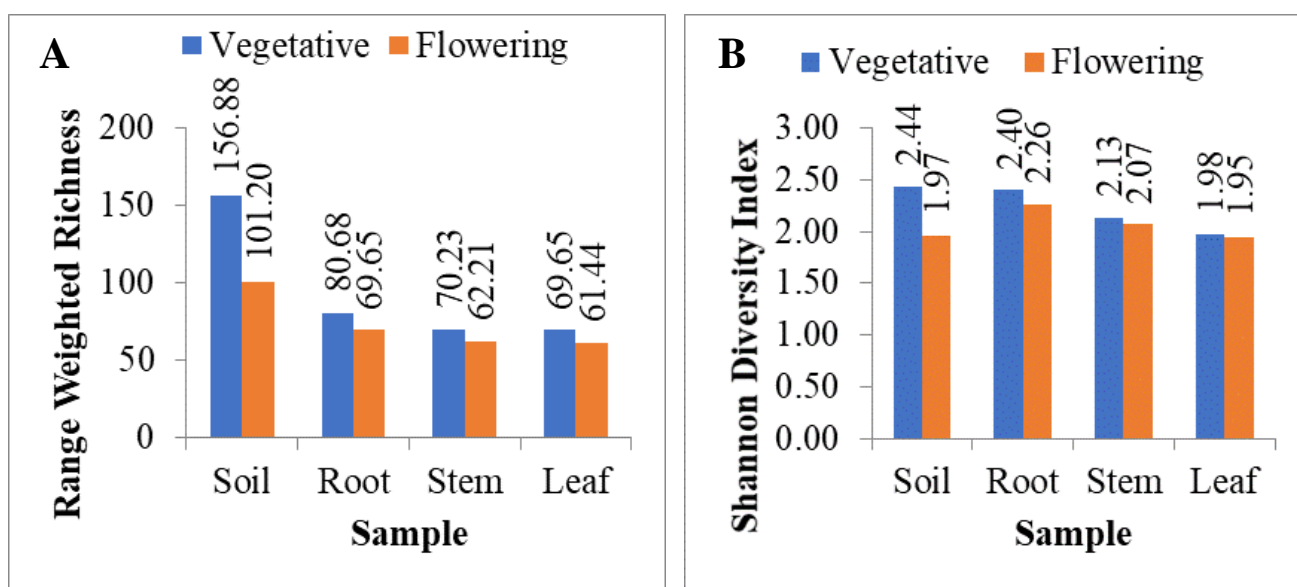 A
Vegetative Flowering
Range Weighted Richness
200
150
100
50
0
156.88
101.20
80.68
69.65
70.23
62.21
69.65
61.44
Soil Root Stem Leaf
Sample
B
Vegetative Flowering
Shannon Diversity Index
3.00
2.50
2.00
1.50
1.00
0.50
0.00
2.44
1.97
2.40
2.26
2.13
2.07
1.98
1.95
Soil Root Stem Leaf
Sample